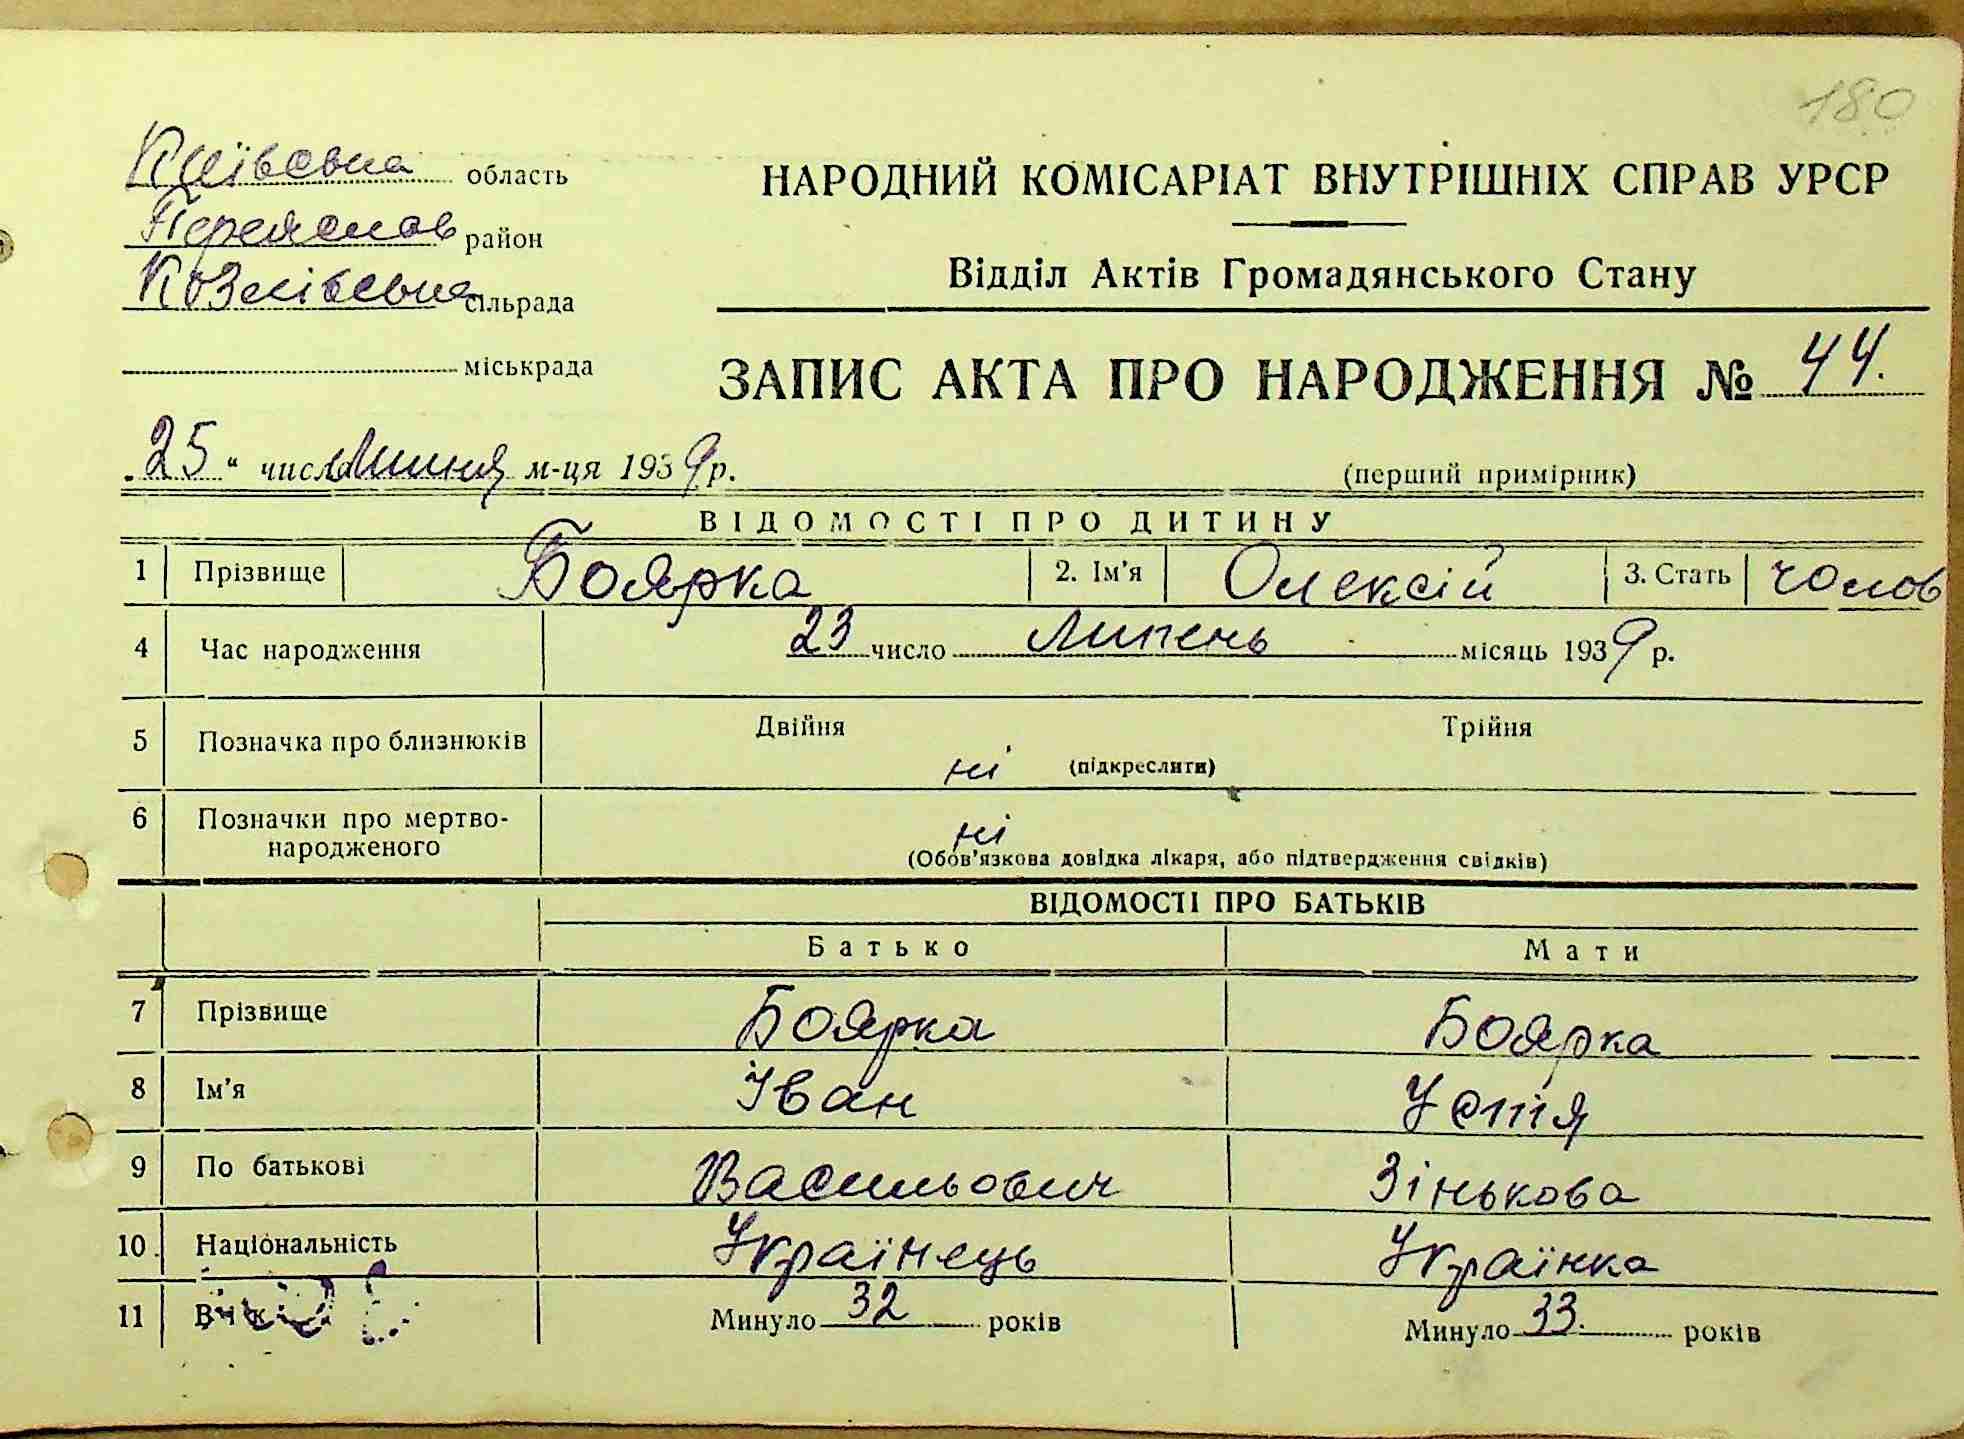 180
Київська область
Переяслав район
Козлівська сільрада
міськрада
НАРОДНИЙ КОМІСАРІАТ ВНУТРІШНІХ СПРАВ УРСР
Відділ Актів Громадянського Стану
ЗАПИС АКТА ПРО НАРОДЖЕННЯ № 44.
„25“ числа Липня м-ця 1939 р.
(перший примірник)
ВІДОМОСТІ ПРО ДИТИНУ
1 Прізвище Боярка 2. Ім'я Олексій 3. Стать чолов
4 Час народження 23 число Липень місяць 1939 р.
5 Позначка про близнюків Двійня Трійня
ні (підкреслити)
6 Позначки про мертво-
народженого ні
(Обов'язкова довідка лікаря, або підтвердження свідків)
ВІДОМОСТІ ПРО БАТЬКІВ
Батько Мати
7 Прізвище Боярка Боярка
8 Ім'я Іван Устія
9 По батькові Васильович Зінькова
10. Національність Українець Українка
11 Вік Минуло 32 років Минуло 33. років